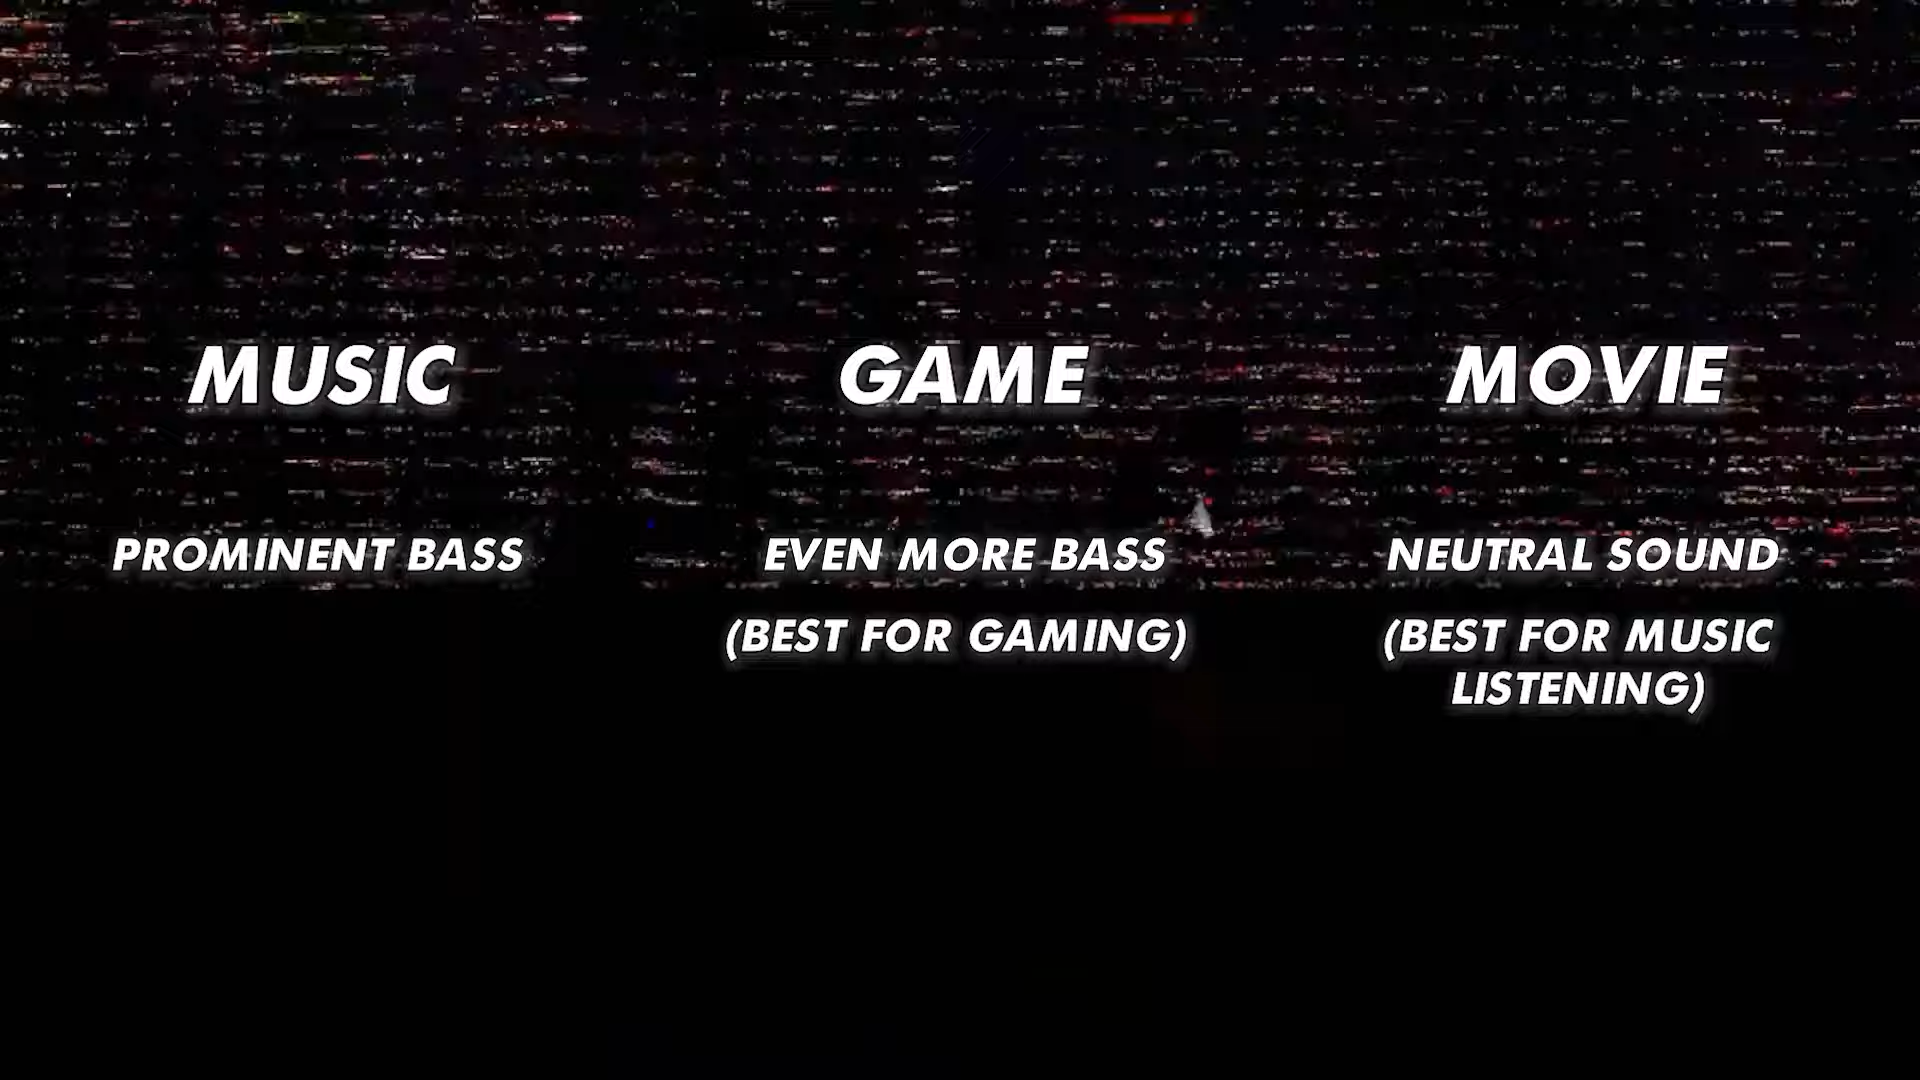 MUSIC
GAME
MOVIE
PROMINENT BASS
EVEN MORE BASS
NEUTRAL SOUND
(BEST FOR GAMING)
(BEST FOR MUSIC
LISTENING)